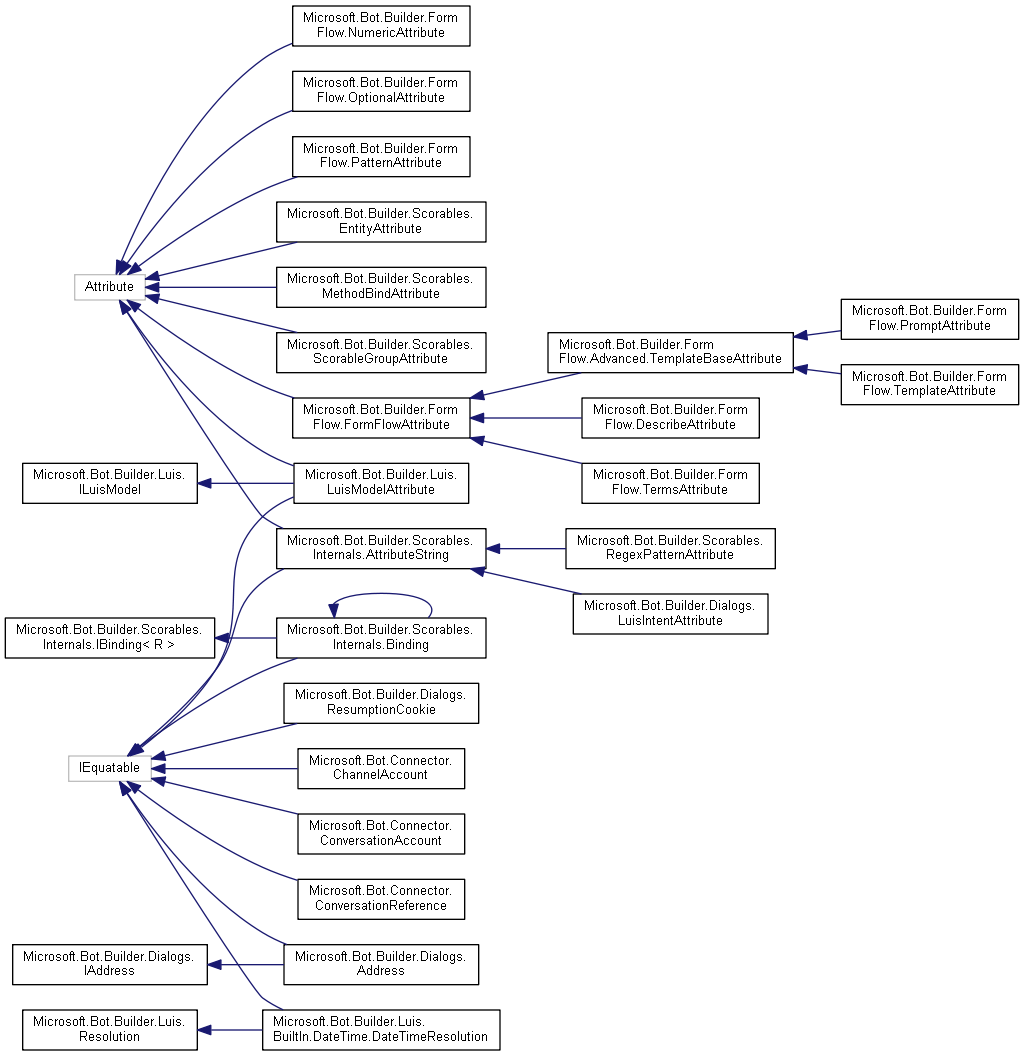 Microsoft.Bot.Builder.Form
Flow.NumericAttribute
Microsoft.Bot.Builder.Form
Flow.OptionalAttribute
Microsoft.Bot.Builder.Form
Flow.PatternAttribute
Microsoft.Bot.Builder.Scorables.
EntityAttribute
Attribute
Microsoft.Bot.Builder.Scorables.
MethodBindAttribute
Microsoft.Bot.Builder.Scorables.
ScorableGroupAttribute
Microsoft.Bot.Builder.Form
Flow.FormFlowAttribute
Microsoft.Bot.Builder.Form
Flow.Advanced.TemplateBaseAttribute
Microsoft.Bot.Builder.Form
Flow.PromptAttribute
Microsoft.Bot.Builder.Form
Flow.TemplateAttribute
Microsoft.Bot.Builder.Form
Flow.DescribeAttribute
Microsoft.Bot.Builder.Form
Flow.TermsAttribute
Microsoft.Bot.Builder.Luis.
ILuisModel
Microsoft.Bot.Builder.Luis.
LuisModelAttribute
Microsoft.Bot.Builder.Scorables.
Internals.AttributeString
Microsoft.Bot.Builder.Scorables.
RegexPatternAttribute
Microsoft.Bot.Builder.Dialogs.
LuisIntentAttribute
Microsoft.Bot.Builder.Scorables.
Internals.IBinding< R >
Microsoft.Bot.Builder.Scorables.
Internals.Binding
Microsoft.Bot.Builder.Dialogs.
ResumptionCookie
IEquatable
Microsoft.Bot.Connector.
ChannelAccount
Microsoft.Bot.Connector.
ConversationAccount
Microsoft.Bot.Connector.
ConversationReference
Microsoft.Bot.Builder.Dialogs.
IAddress
Microsoft.Bot.Builder.Dialogs.
Address
Microsoft.Bot.Builder.Luis.
Resolution
Microsoft.Bot.Builder.Luis.
BuiltIn.DateTime.DateTimeResolution